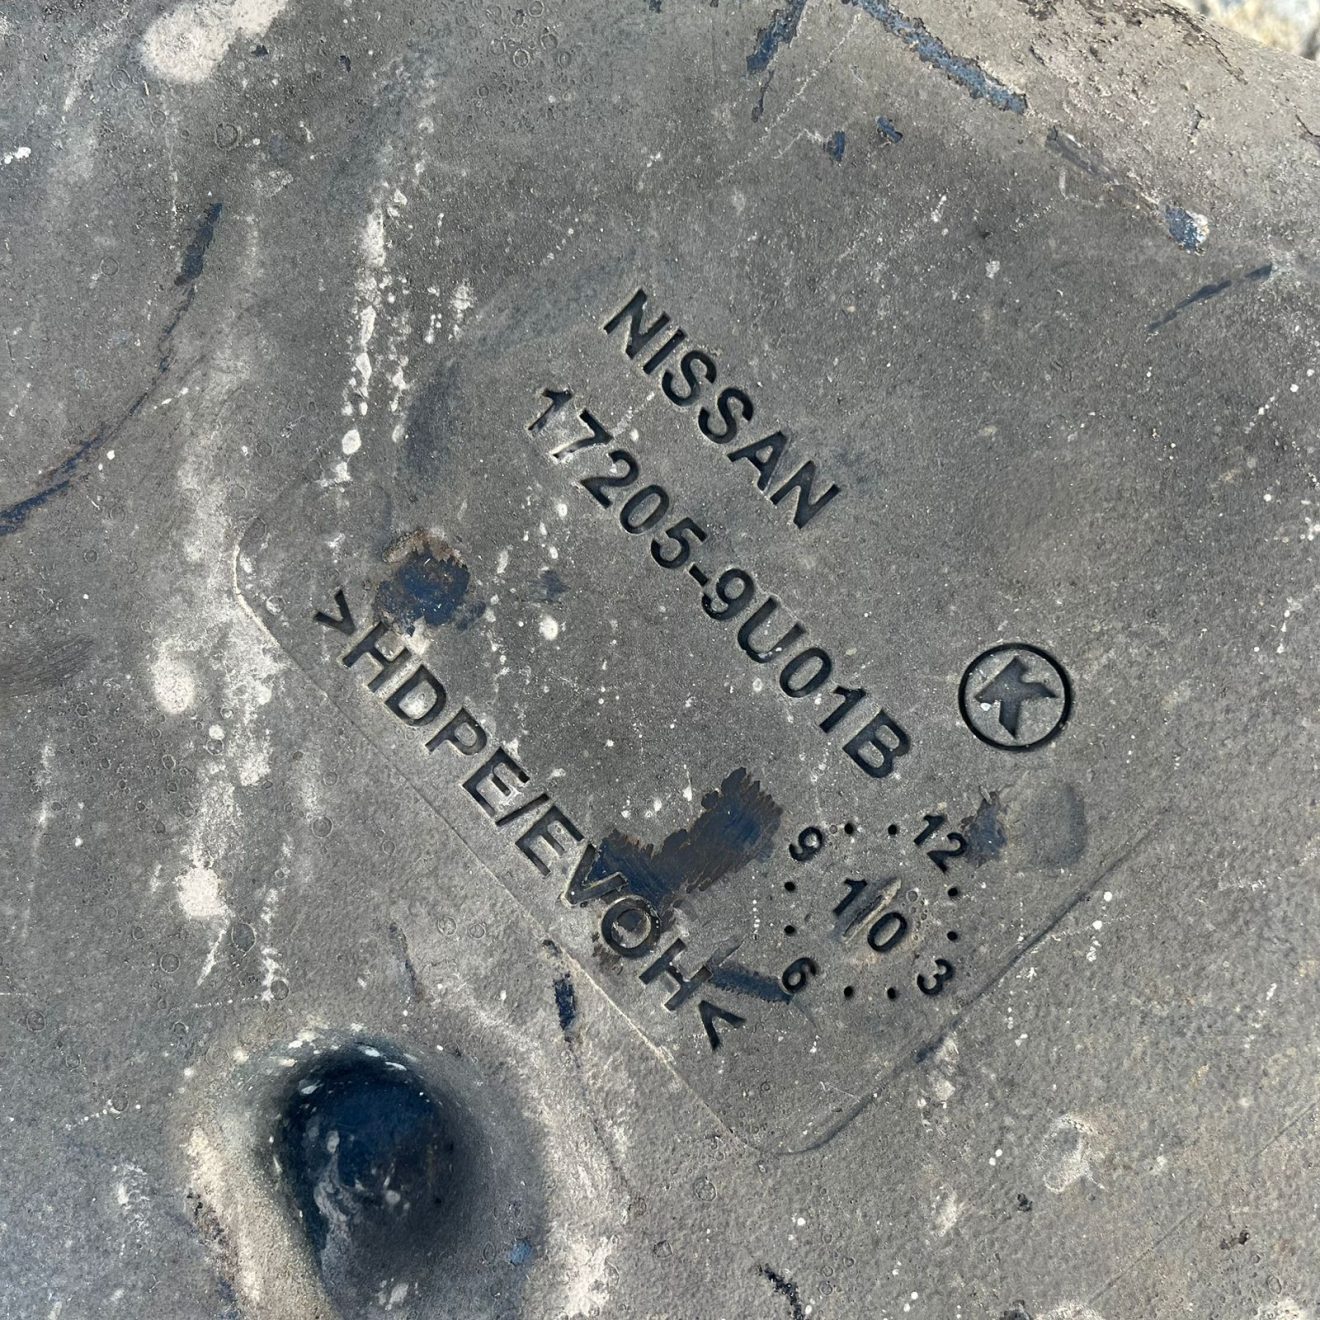 NISSAN
17205-9U01B
K
>HDPE/EVOH<
12
9
10
6
3